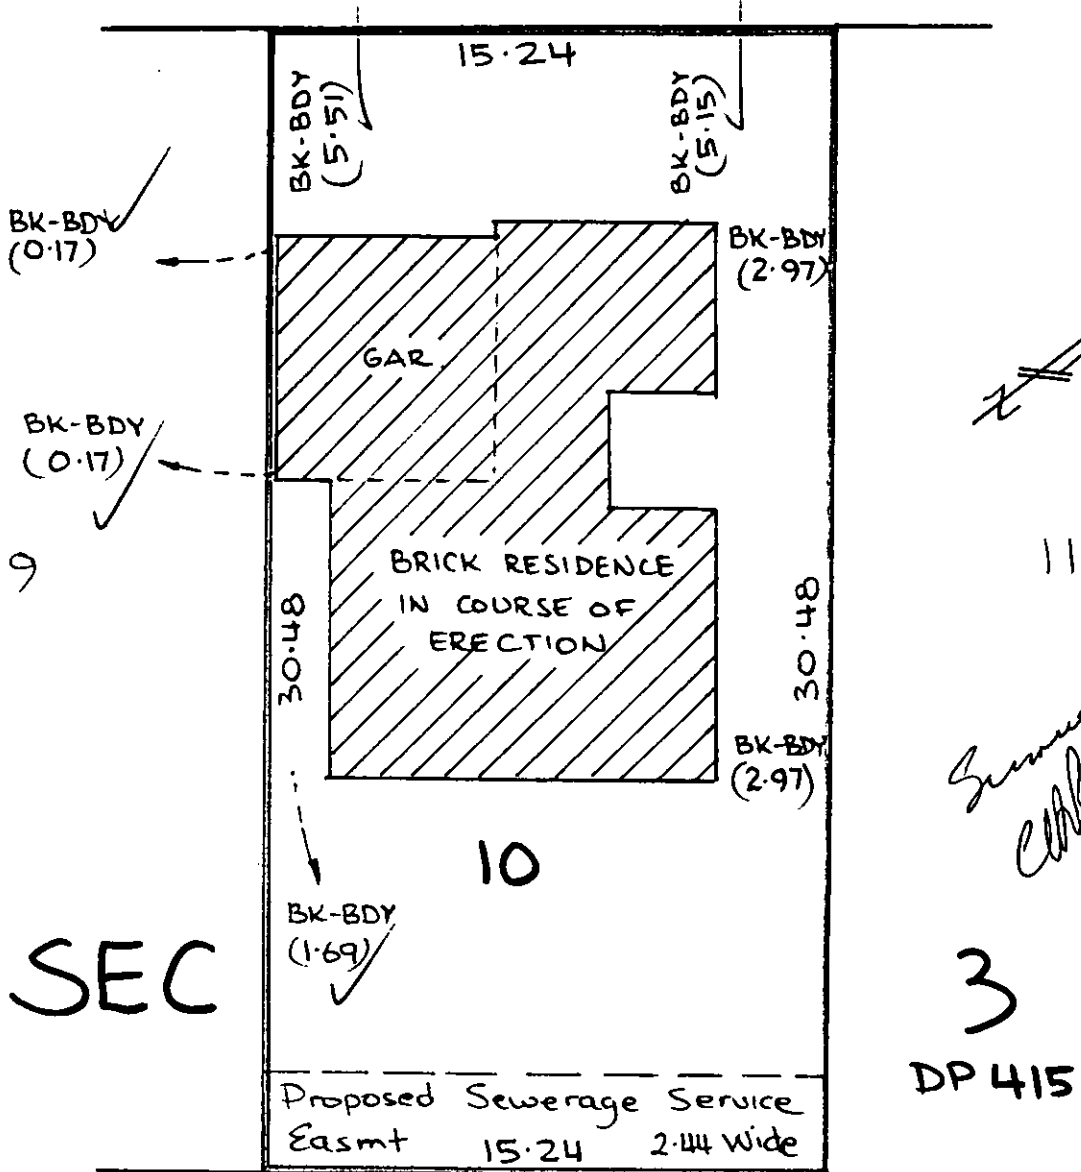 15·24
BK-BDY
(5·51)
BK-BDY
(5·15)
BK-BDY
(0·17)
BK-BDY
(2·97)
GAR.
BK-BDY
(0·17)
9
11
BRICK RESIDENCE
IN COURSE OF
ERECTION
30·48
30·48
BK-BDY
(2·97)
10
BK-BDY
(1·69)
SEC
3
DP 415
Proposed Sewerage Service
Easmt 15·24 2·44 Wide